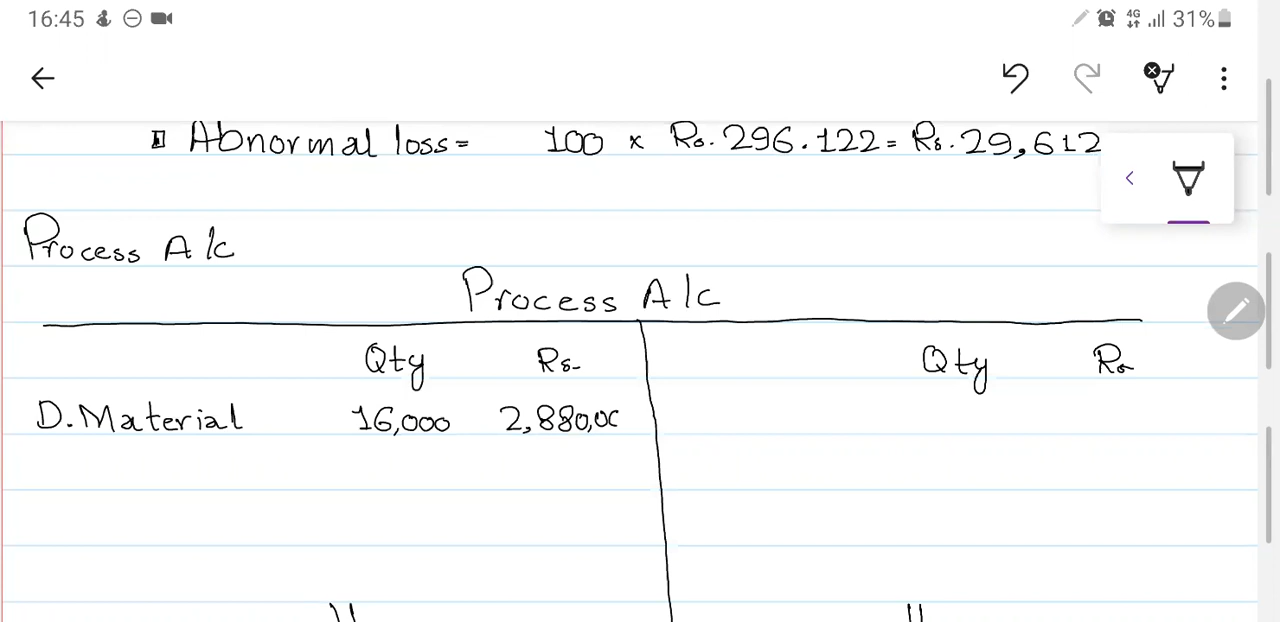 16:45 4G 31%
Abnormal loss= 100 x Rs. 296.122 = Rs. 29,612
Process A/c
Process A/c
Qty Rs. Qty Rs
D. Material 16,000 2,880,00